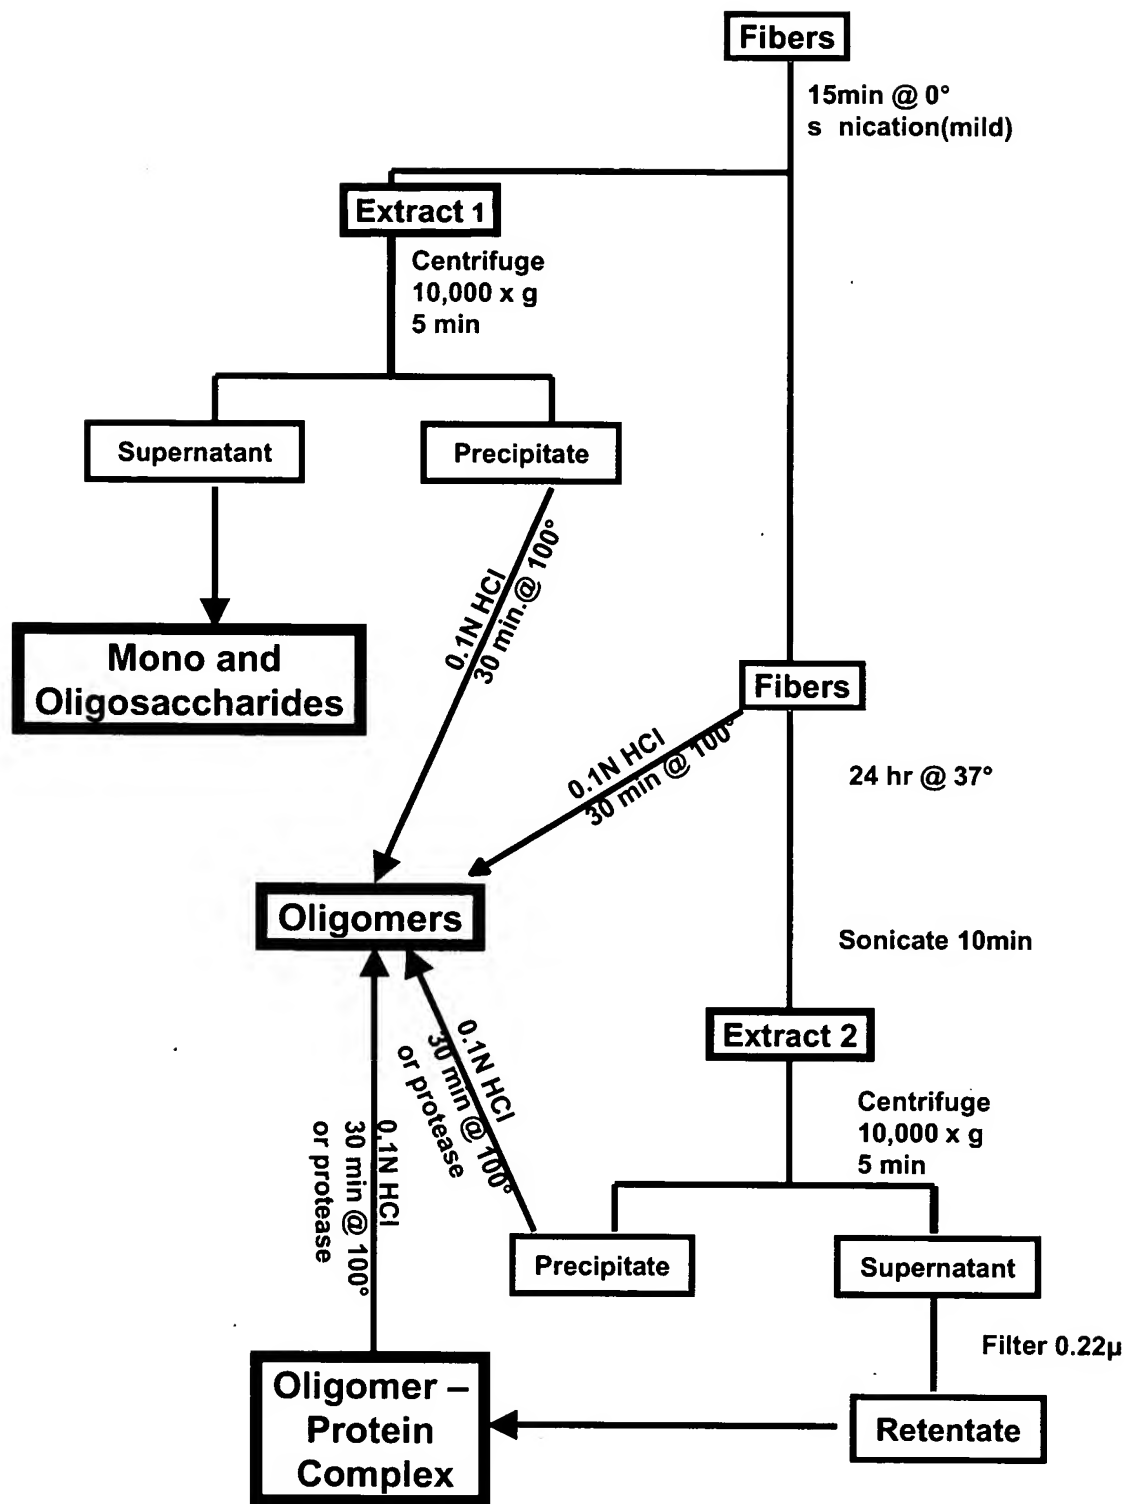 Fibers
15min @ 0°
s nication(mild)
Extract 1
Centrifuge
10,000 x g
5 min
Supernatant
Precipitate
0.1N HCl
30 min.@ 100°
Mono and
Oligosaccharides
Fibers
0.1N HCl
30 min @ 100°
24 hr @ 37°
Oligomers
Sonicate 10min
Extract 2
0.1N HCl
30 min @ 100°
or protease
Centrifuge
10,000 x g
5 min
0.1N HCl
30 min @ 100°
or protease
Precipitate
Supernatant
Filter 0.22µ
Oligomer –
Protein
Complex
Retentate